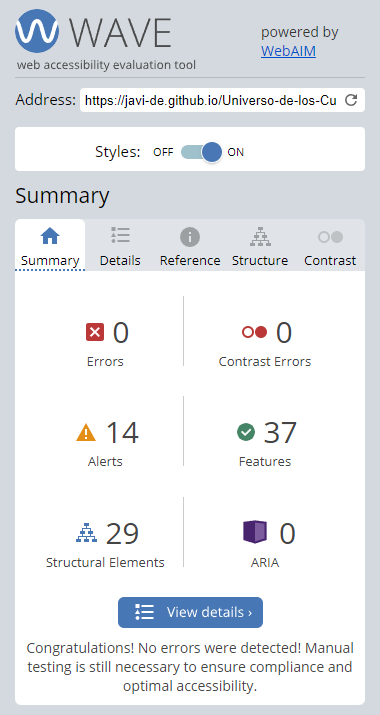 WAVE
web accessibility evaluation tool
powered by
WebAIM
Address: https://javi-de.github.io/Universo-de-los-Cu
Styles: OFF ON
Summary
Summary Details Reference Structure Contrast
0 0
Errors Contrast Errors
14 37
Alerts Features
29 0
Structural Elements ARIA
View details ›
Congratulations! No errors were detected! Manual
testing is still necessary to ensure compliance and
optimal accessibility.